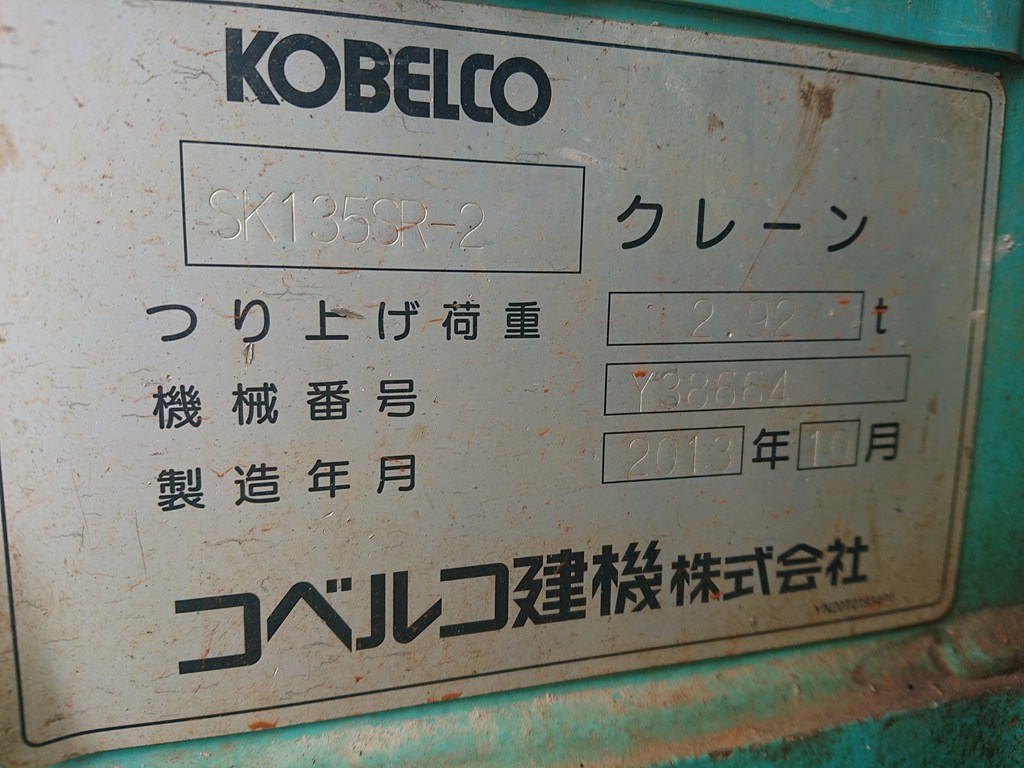 KOBELCO
SK135SR-2 クレーン
つり上げ荷重 2.92 t
機械番号 Y38664
製造年月 2013 年 10 月
コベルコ建機株式会社